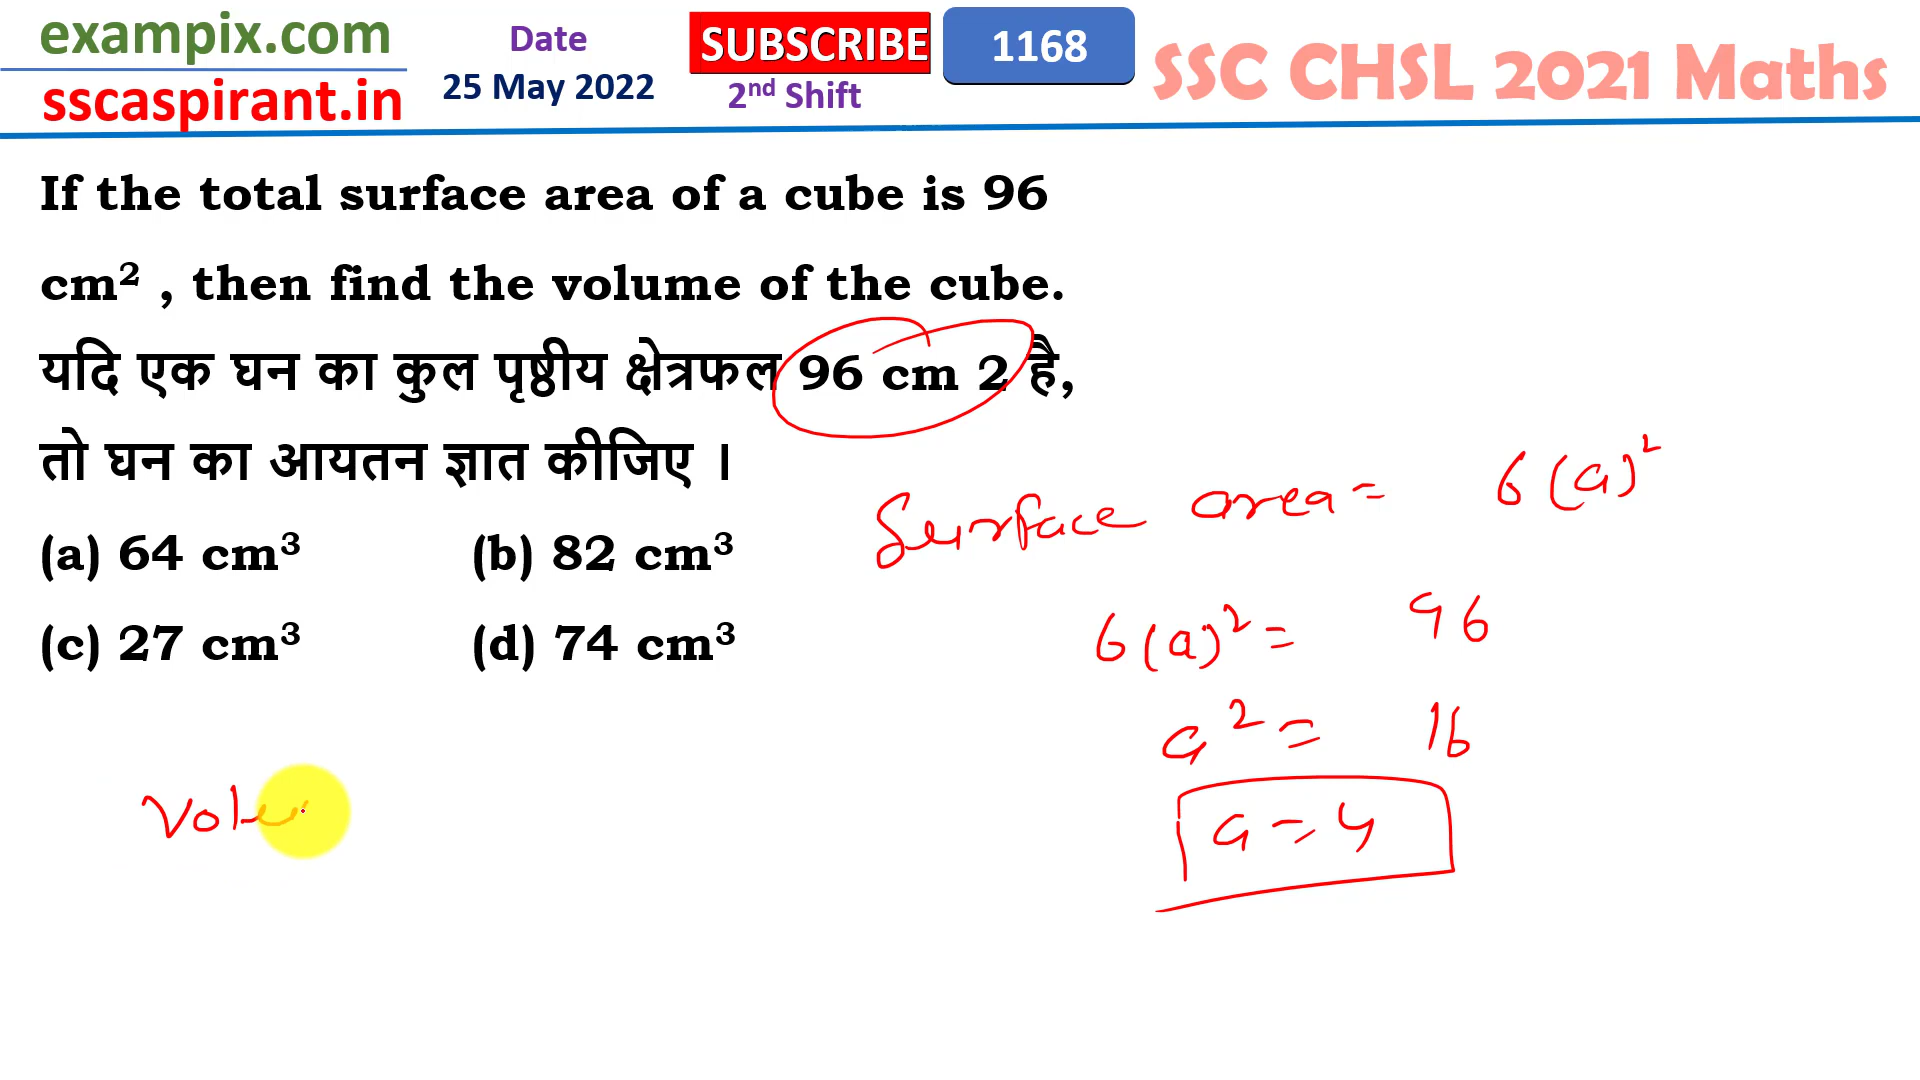 exampix.com
sscaspirant.in
Date
25 May 2022
SUBSCRIBE
2nd Shift
1168
SSC CHSL 2021 Maths
If the total surface area of a cube is 96
cm² , then find the volume of the cube.
यदि एक घन का कुल पृष्ठीय क्षेत्रफल 96 cm 2 है,
तो घन का आयतन ज्ञात कीजिए ।
(a) 64 cm³ (b) 82 cm³
(c) 27 cm³ (d) 74 cm³
Surface area = 6(a)²
6(a)² = 96
a² = 16
a = 4
Volu